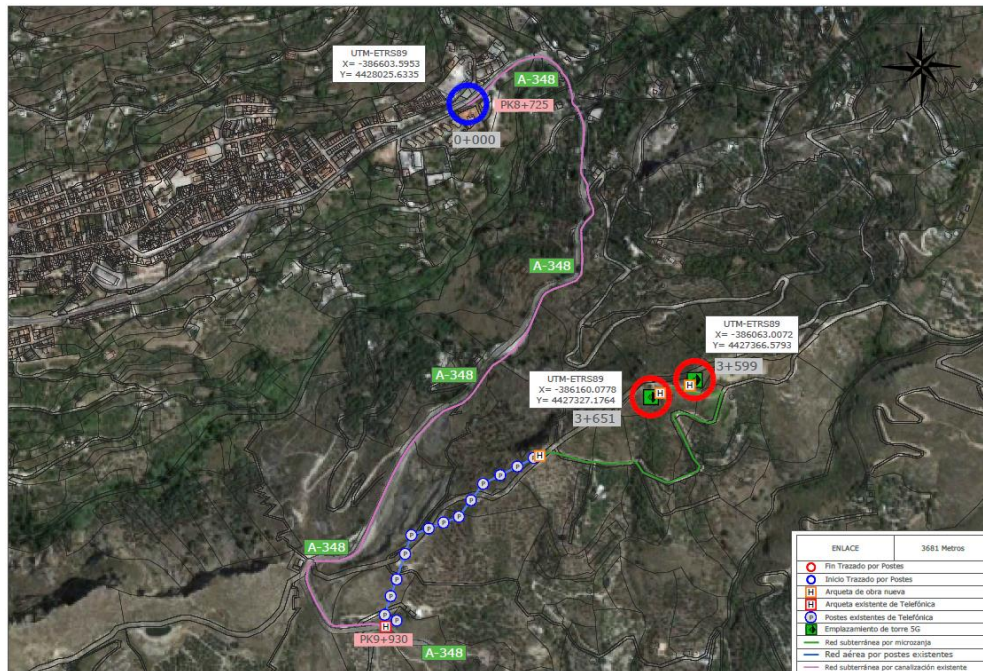 UTM-ETRS89
X= -386603.5953
Y= 4428025.6335
A-348
PK8+725
0+000
A-348
UTM-ETRS89
X= -386063.0072
Y= 4427366.5793
3+599
A-348
UTM-ETRS89
X= -386160.0778
Y= 4427327.1764
3+651
H
H
H
P
P
P
P
P
P
P
P
P
P
P
P
P
P
A-348
H
PK9+930
A-348
ENLACE 3681 Metros
Fin Trazado por Postes
Inicio Trazado por Postes
H Arqueta de obra nueva
H Arqueta existente de Telefónica
P Postes existentes de Telefónica
Emplazamiento de torre 5G
Red subterránea por microzanja
Red aérea por postes existentes
Red subterránea por canalización existente